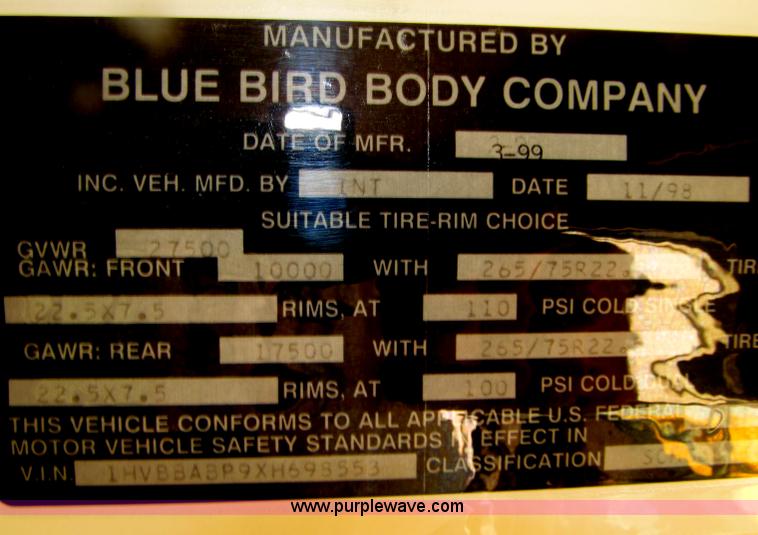 MANUFACTURED BY
BLUE BIRD BODY COMPANY
DATE OF MFR. 3-99
INC. VEH. MFD. BY INT DATE 11/98
SUITABLE TIRE-RIM CHOICE
GVWR 27500
GAWR: FRONT 10000 WITH 265/75R22. TIR
22.5X7.5 RIMS, AT 110 PSI COLD SINGLE
GAWR: REAR 17500 WITH 265/75R22. TIRE
22.5X7.5 RIMS, AT 100 PSI COLD DUAL
THIS VEHICLE CONFORMS TO ALL APPLICABLE U.S. FEDERAL
MOTOR VEHICLE SAFETY STANDARDS IN EFFECT IN
V.I.N. 1HVBBABP9XH698553 CLASSIFICATION
www.purplewave.com